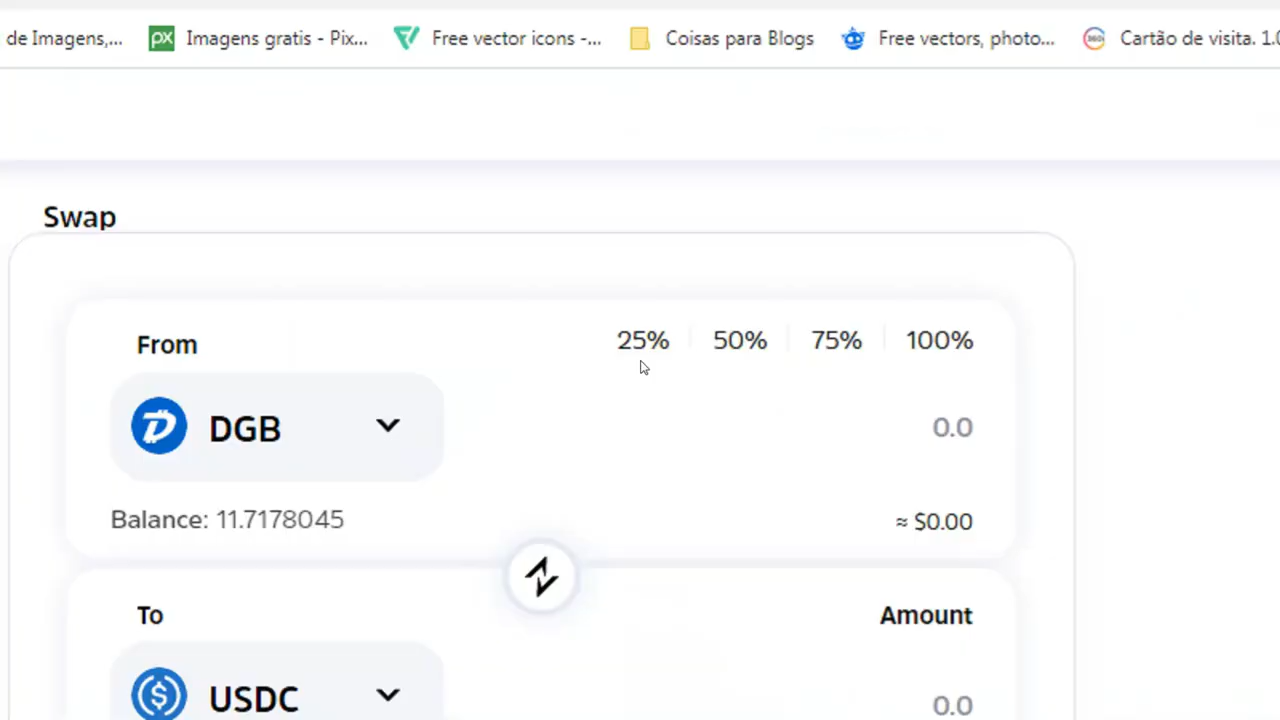 de Imagens,... Imagens gratis - Pix... Free vector icons -... Coisas para Blogs Free vectors, photo... Cartão de visita. 1.0
Swap
From 25% 50% 75% 100%
DGB 0.0
Balance: 11.7178045 ≈ $0.00
To Amount
USDC 0.0